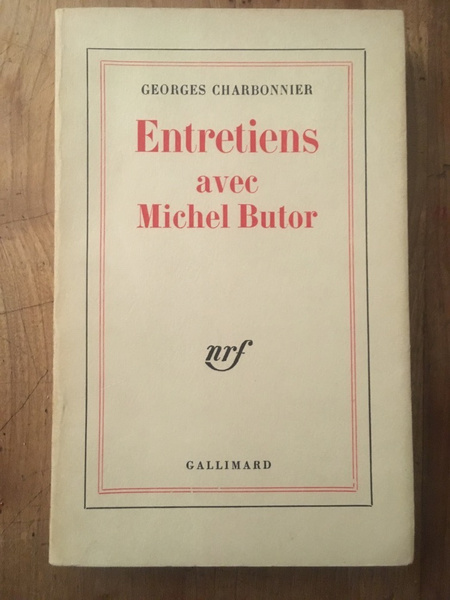 GEORGES CHARBONNIER
Entretiens
avec
Michel Butor
nrf
GALLIMARD